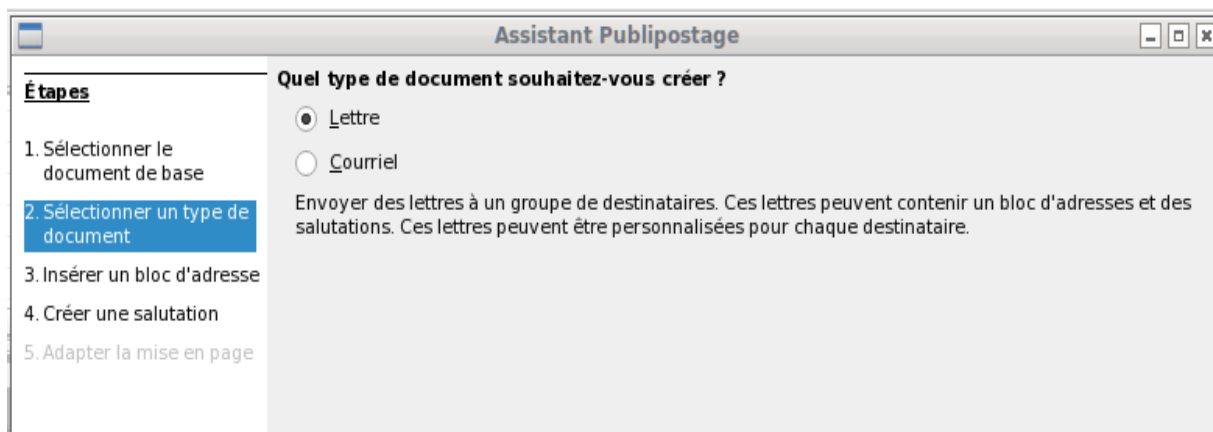 Assistant Publipostage
Étapes
1. Sélectionner le
document de base
2. Sélectionner un type de
document
3. Insérer un bloc d'adresse
4. Créer une salutation
5. Adapter la mise en page
Quel type de document souhaitez-vous créer ?
Lettre
Courriel
Envoyer des lettres à un groupe de destinataires. Ces lettres peuvent contenir un bloc d'adresses et des
salutations. Ces lettres peuvent être personnalisées pour chaque destinataire.